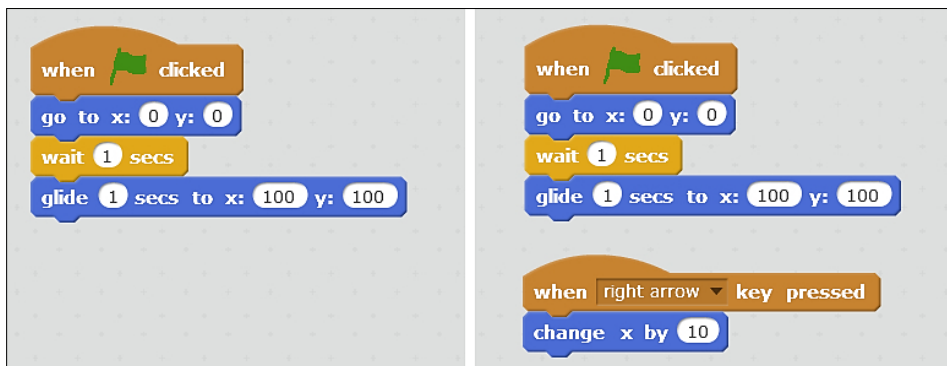 when clicked
go to x: 0 y: 0
wait 1 secs
glide 1 secs to x: 100 y: 100
when clicked
go to x: 0 y: 0
wait 1 secs
glide 1 secs to x: 100 y: 100
when right arrow key pressed
change x by 10